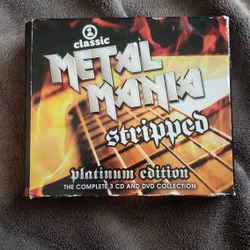 1
classic
METAL
MANIA
stripped
platinum edition
THE COMPLETE 3 CD AND DVD COLLECTION